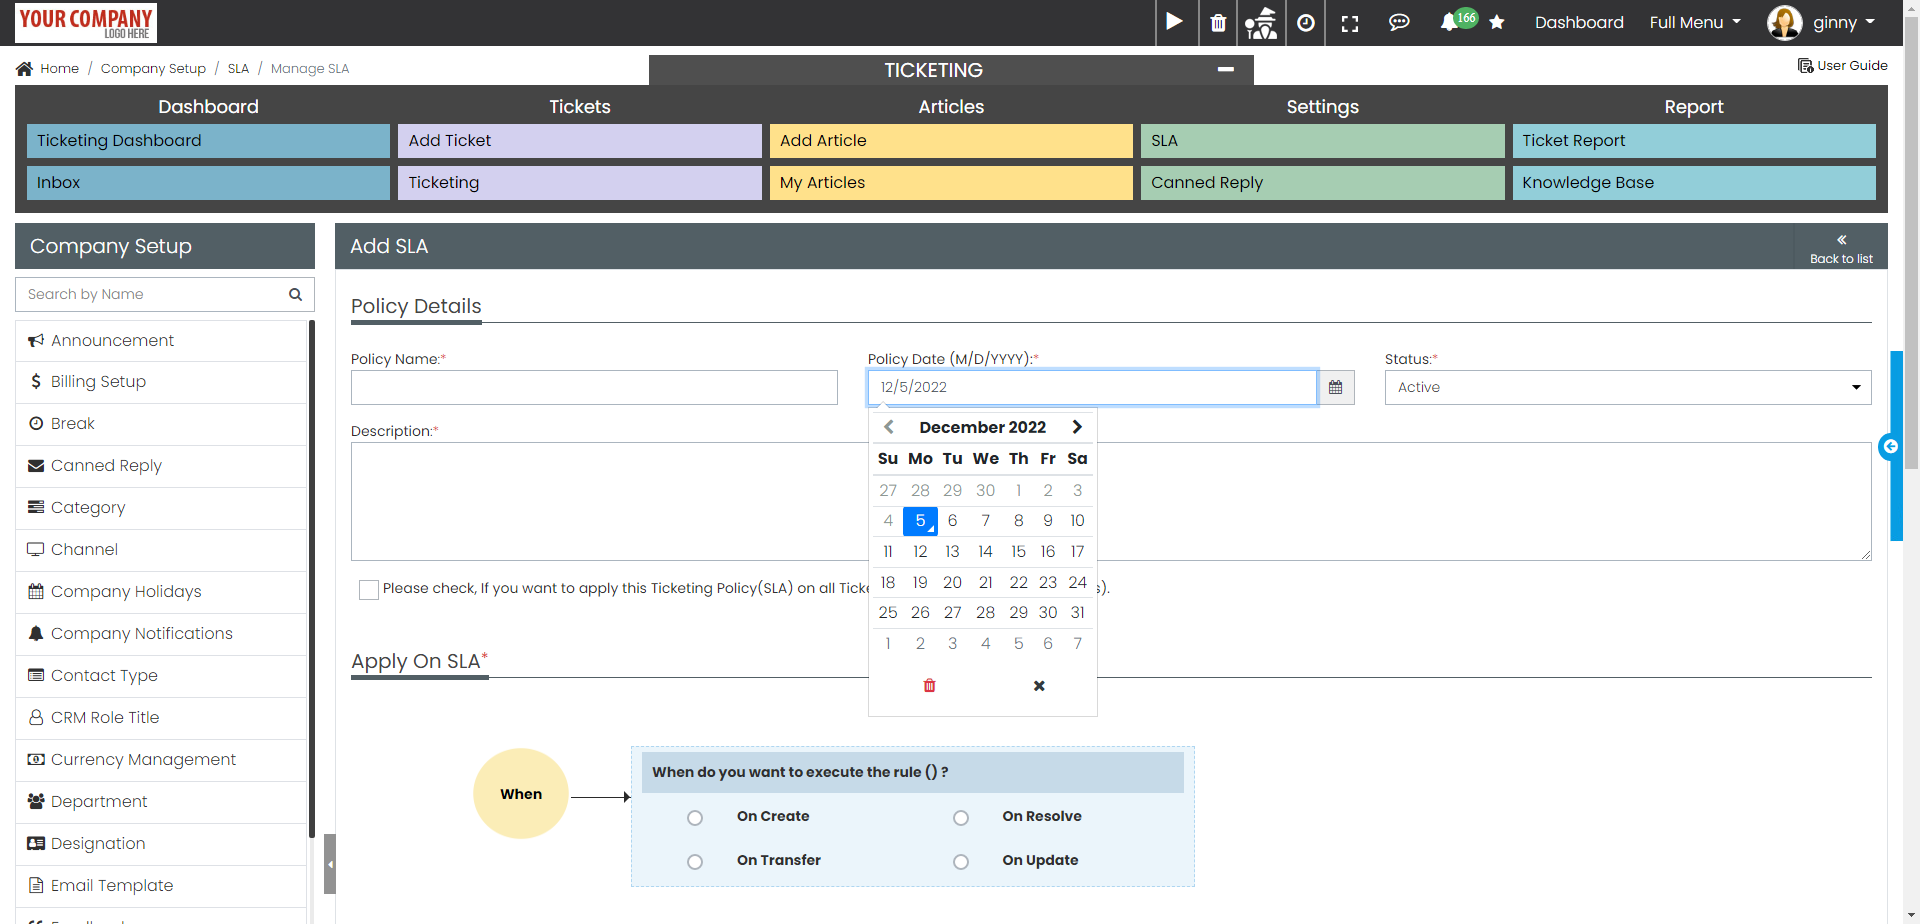 YOUR COMPANY
LOGO HERE
166
Dashboard
Full Menu
ginny
Home / Company Setup / SLA / Manage SLA
TICKETING
User Guide
Dashboard
Tickets
Articles
Settings
Report
Ticketing Dashboard
Add Ticket
Add Article
SLA
Ticket Report
Inbox
Ticketing
My Articles
Canned Reply
Knowledge Base
Company Setup
Search by Name
Announcement
Billing Setup
Break
Canned Reply
Category
Channel
Company Holidays
Company Notifications
Contact Type
CRM Role Title
Currency Management
Department
Designation
Email Template
Add SLA
Back to list
Policy Details
Policy Name:*
Policy Date (M/D/YYYY):*
12/5/2022
Status:*
Active
Description:*
December 2022
Su Mo Tu We Th Fr Sa
27 28 29 30 1 2 3
4 5 6 7 8 9 10
11 12 13 14 15 16 17
18 19 20 21 22 23 24
25 26 27 28 29 30 31
1 2 3 4 5 6 7
Please check, If you want to apply this Ticketing Policy(SLA) on all Ticke
s).
Apply On SLA*
When
When do you want to execute the rule () ?
On Create
On Resolve
On Transfer
On Update